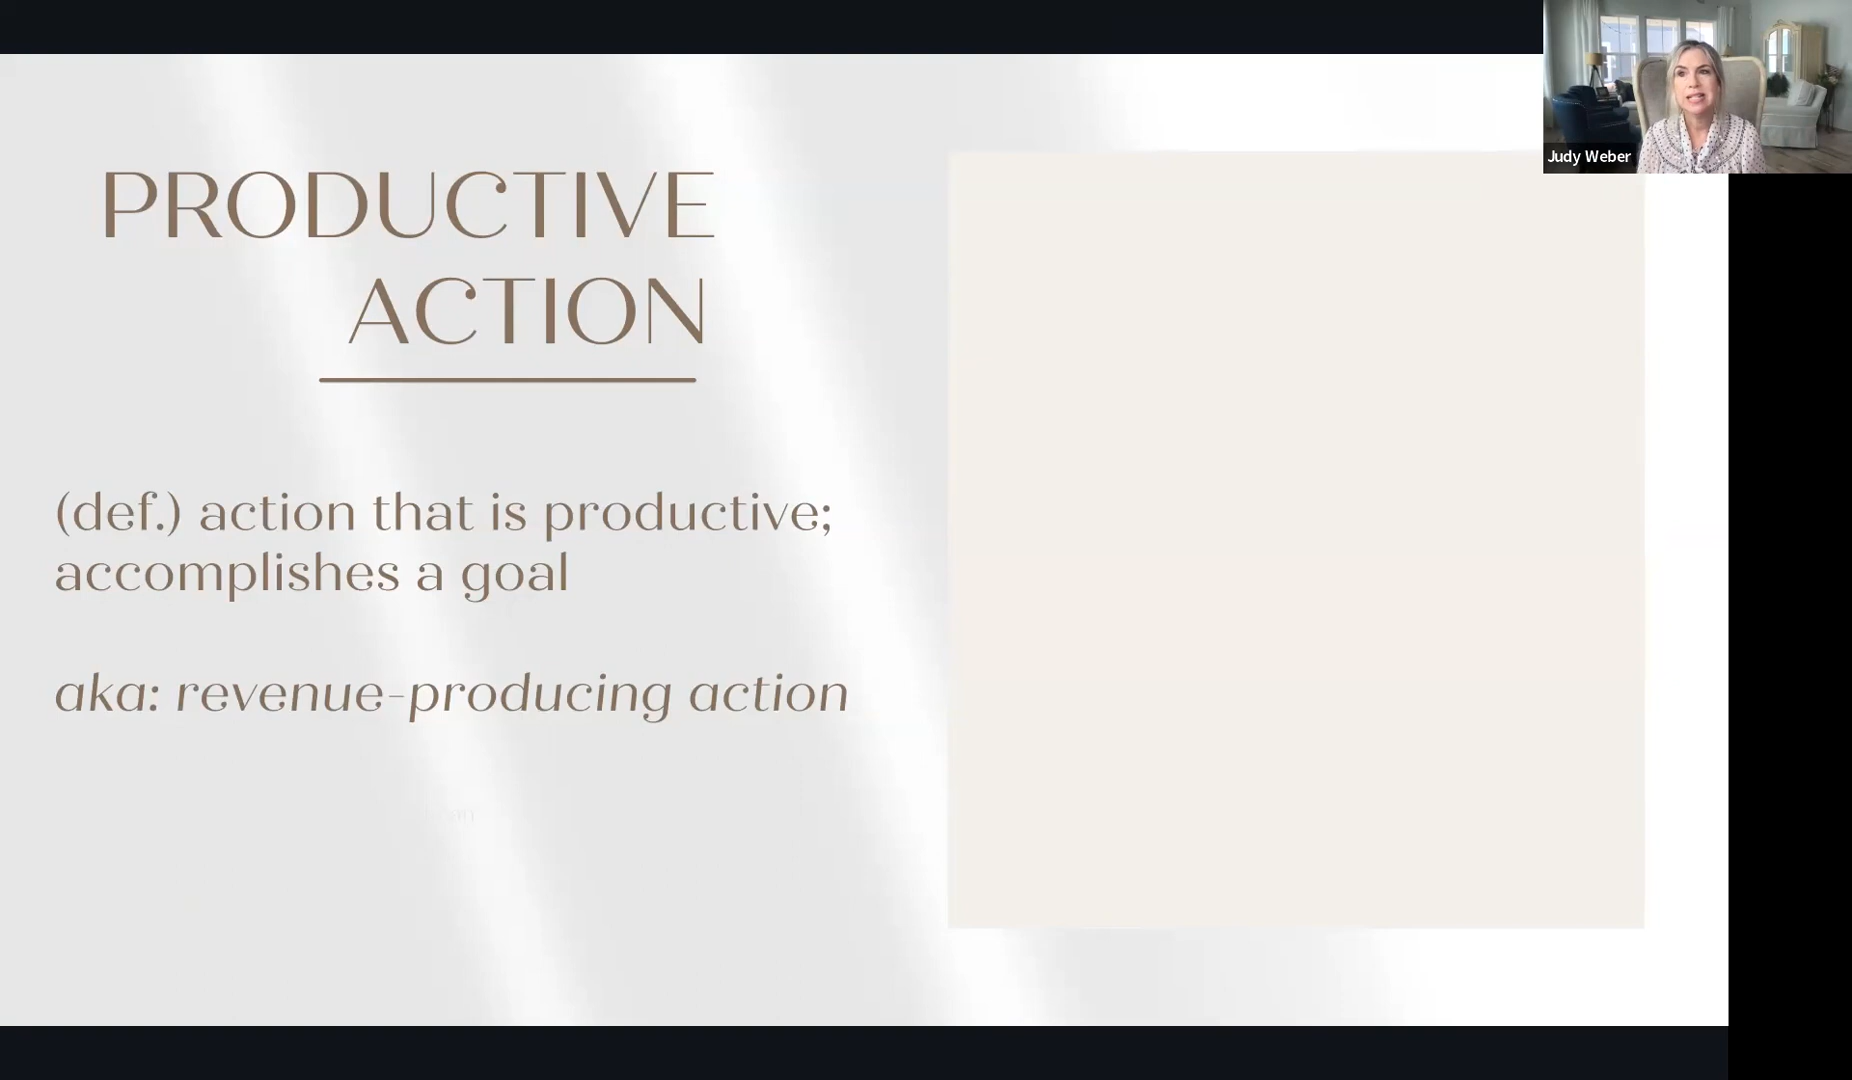 PRODUCTIVE
ACTION
(def.) action that is productive;
accomplishes a goal
aka: revenue-producing action
Judy Weber